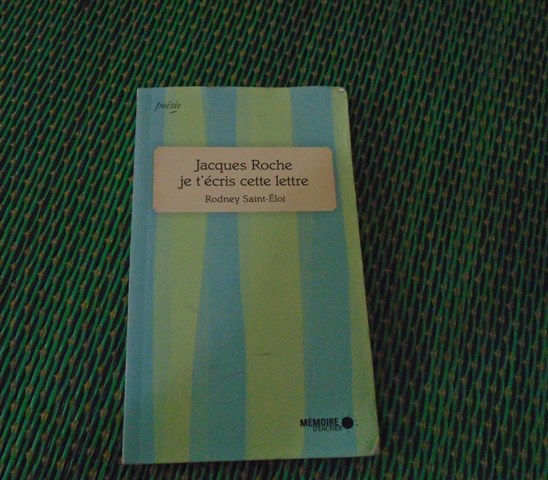 poésie
Jacques Roche
je t'écris cette lettre
Rodney Saint-Éloi
MÉMOIRE
D'ENCRIER